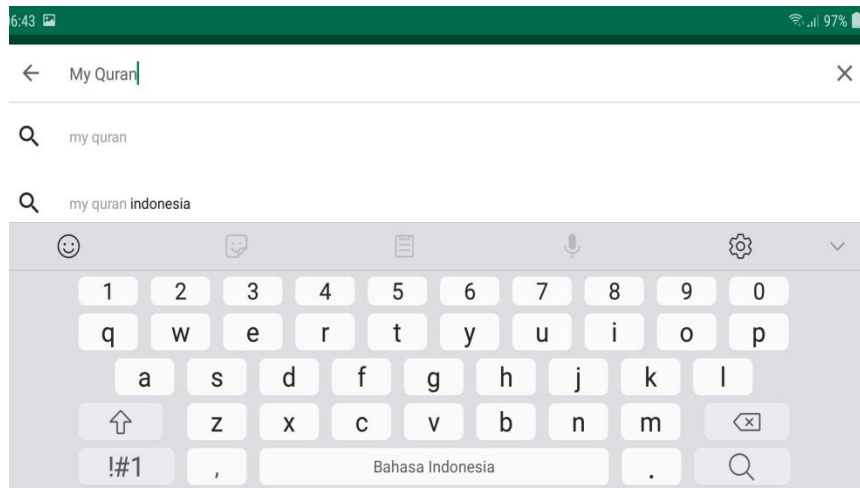 6:43 97%
My Quran
my quran
my quran indonesia
1 2 3 4 5 6 7 8 9 0
q w e r t y u i o p
a s d f g h j k l
z x c v b n m
!#1 , Bahasa Indonesia .